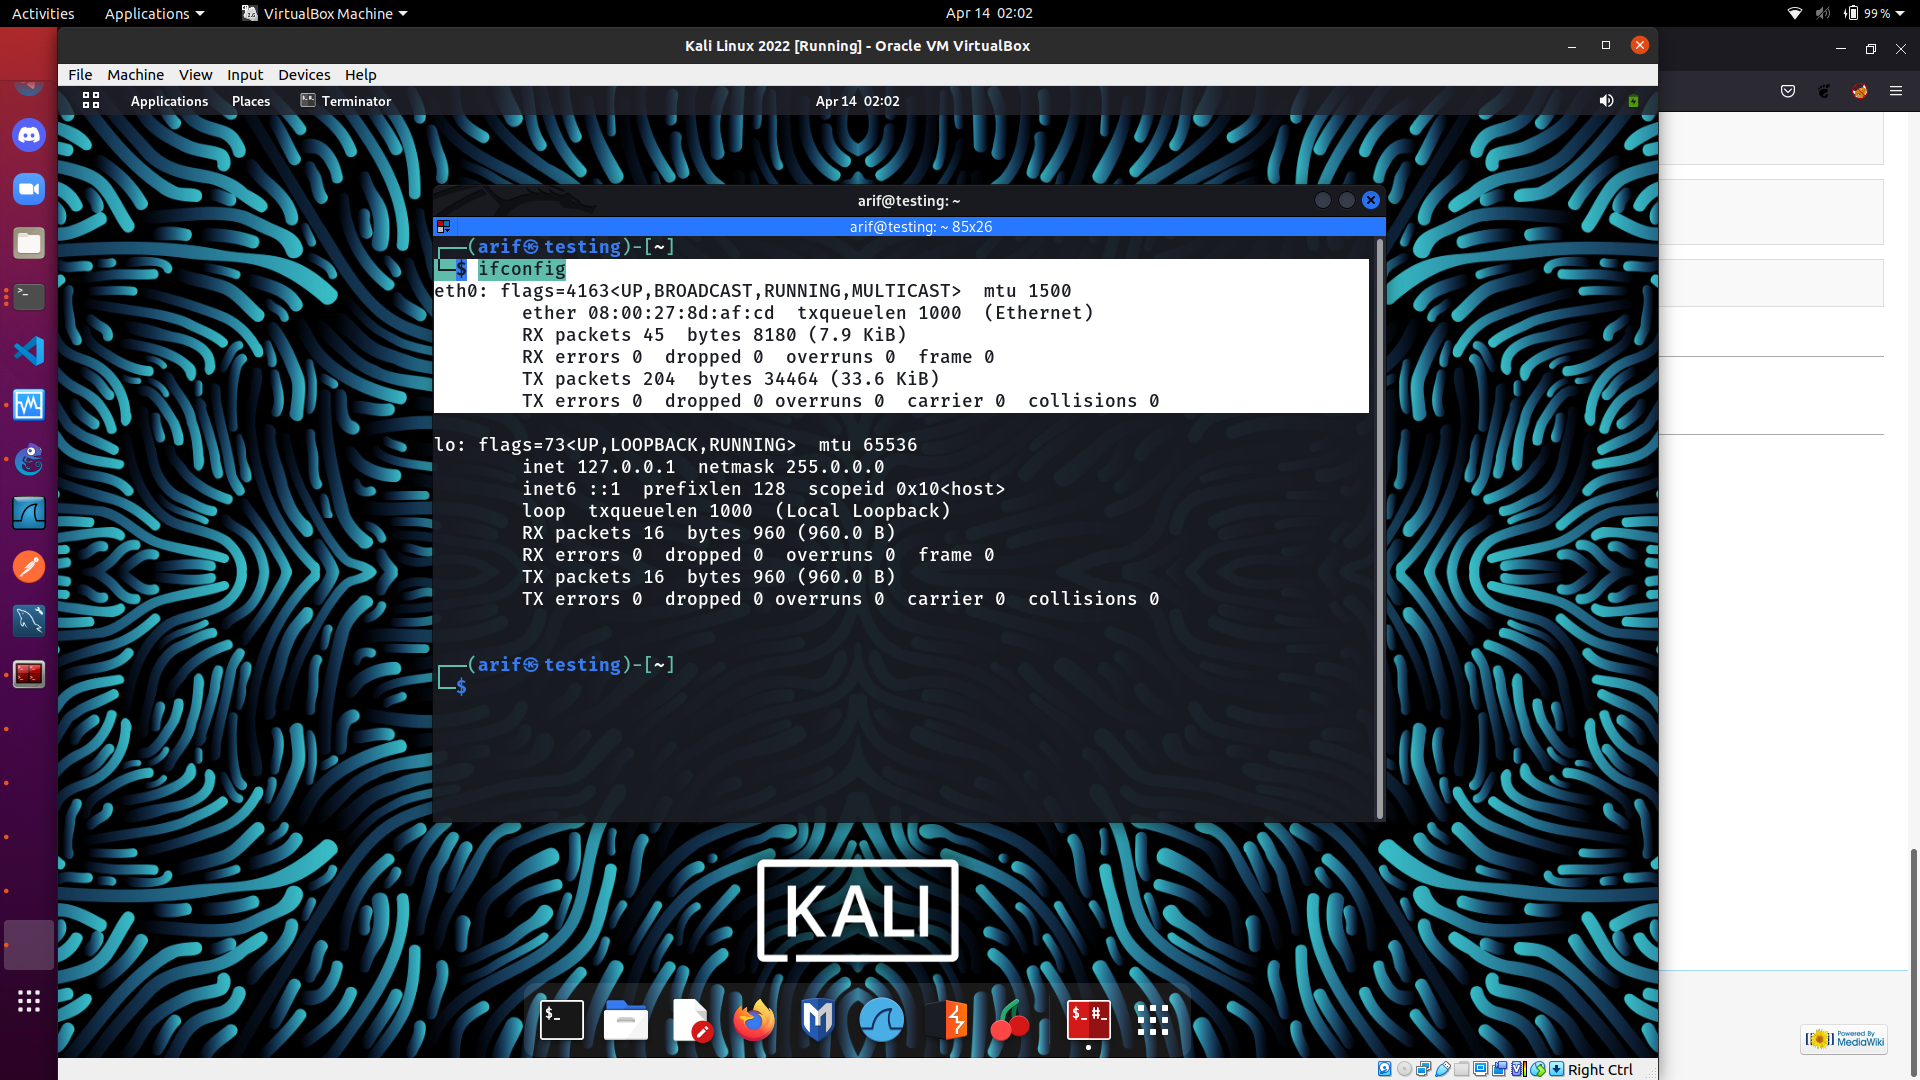 Activities Applications VirtualBox Machine Apr 14 02:02 99 %
Kali Linux 2022 [Running] - Oracle VM VirtualBox
File Machine View Input Devices Help
Applications Places Terminator Apr 14 02:02
arif@testing: ~
arif@testing: ~ 85x26
┌──(arif㉿testing)-[~]
└─$ ifconfig
eth0: flags=4163<UP,BROADCAST,RUNNING,MULTICAST>  mtu 1500
        ether 08:00:27:8d:af:cd  txqueuelen 1000  (Ethernet)
        RX packets 45  bytes 8180 (7.9 KiB)
        RX errors 0  dropped 0  overruns 0  frame 0
        TX packets 204  bytes 34464 (33.6 KiB)
        TX errors 0  dropped 0 overruns 0  carrier 0  collisions 0
lo: flags=73<UP,LOOPBACK,RUNNING>  mtu 65536
        inet 127.0.0.1  netmask 255.0.0.0
        inet6 ::1  prefixlen 128  scopeid 0x10<host>
        loop  txqueuelen 1000  (Local Loopback)
        RX packets 16  bytes 960 (960.0 B)
        RX errors 0  dropped 0  overruns 0  frame 0
        TX packets 16  bytes 960 (960.0 B)
        TX errors 0  dropped 0 overruns 0  carrier 0  collisions 0
┌──(arif㉿testing)-[~]
└─$
KALI
$_ $_ #_
Powered By
MediaWiki
Right Ctrl